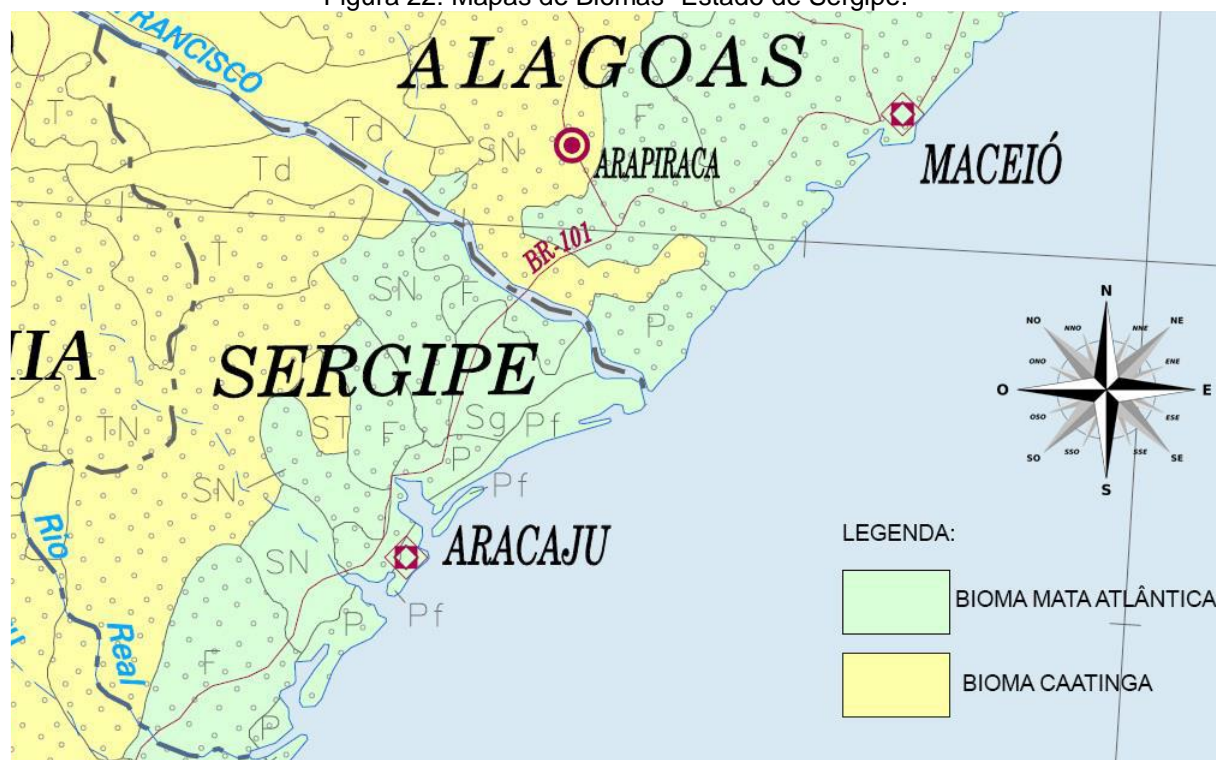 Figura 22: Mapas de Biomas- Estado de Sergipe.
FRANCISCO
ALAGOAS
T
Td
F
SN
ARAPIRACA
MACEIÓ
Td
T
BR-101
SN
F
P
IIA
SERGIPE
TN
ST
F
Sg
Pf
P
SN
Pf
Rio
ARACAJU
SN
Pf
Real
P
F
P
N
NO
NNO
NNE
NE
ONO
ENE
O
E
OSO
ESE
SO
SSO
SSE
SE
S
LEGENDA:
BIOMA MATA ATLÂNTICA
BIOMA CAATINGA